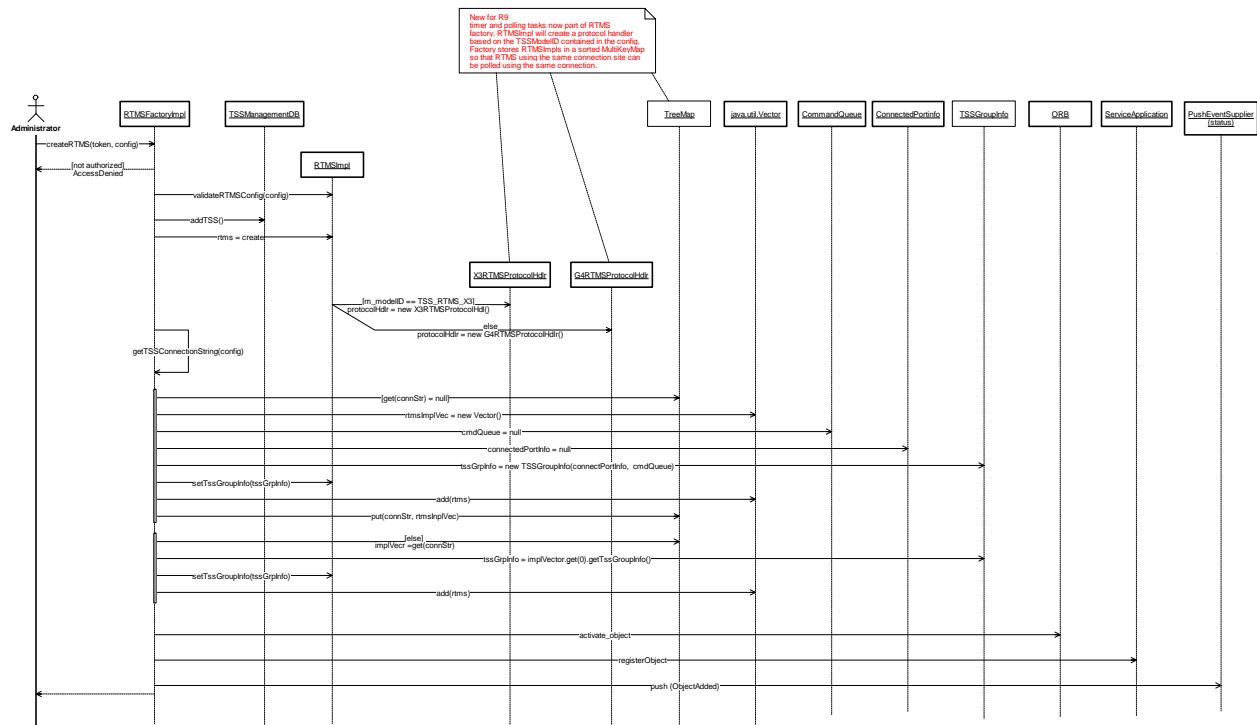 New for R9
timer and polling tasks now part of RTMS
factory. RTMSImpl will create a protocol handler
based on the TSSModelID contained in the config.
Factory stores RTMSImpls in a sorted MultiKeyMap
so that RTMS using the same connection site can
be polled using the same connection.
Administrator
RTMSFactoryImpl
TSSManagementDB
TreeMap
java.util.Vector
CommandQueue
ConnectedPortInfo
TSSGroupInfo
ORB
ServiceApplication
PushEventSupplier
(status)
createRTMS(token, config)
[not authorized]
AccessDenied
RTMSImpl
validateRTMSConfig(config)
addTSS()
rtms = create
X3RTMSProtocolHdlr
G4RTMSProtocolHdlr
[m_modelID == TSS_RTMS_X3]
protocolHdlr = new X3RTMSProtocolHdl()
else
protocolHdlr = new G4RTMSProtocolHdlr()
getTSSConnectionString(config)
[get(connStr) = null]
rtmsImplVec = new Vector()
cmdQueue = null
connectedPortInfo = null
tssGrpInfo = new TSSGroupInfo(connectPortInfo, cmdQueue)
setTssGroupInfo(tssGrpInfo)
add(rtms)
put(connStr, rtmsInplVec)
[else]
implVecr =get(connStr)
tssGrpInfo = implVector.get(0).getTssGroupInfo()
setTssGroupInfo(tssGrpInfo)
add(rtms)
activate_object
registerObject
push (ObjectAdded)